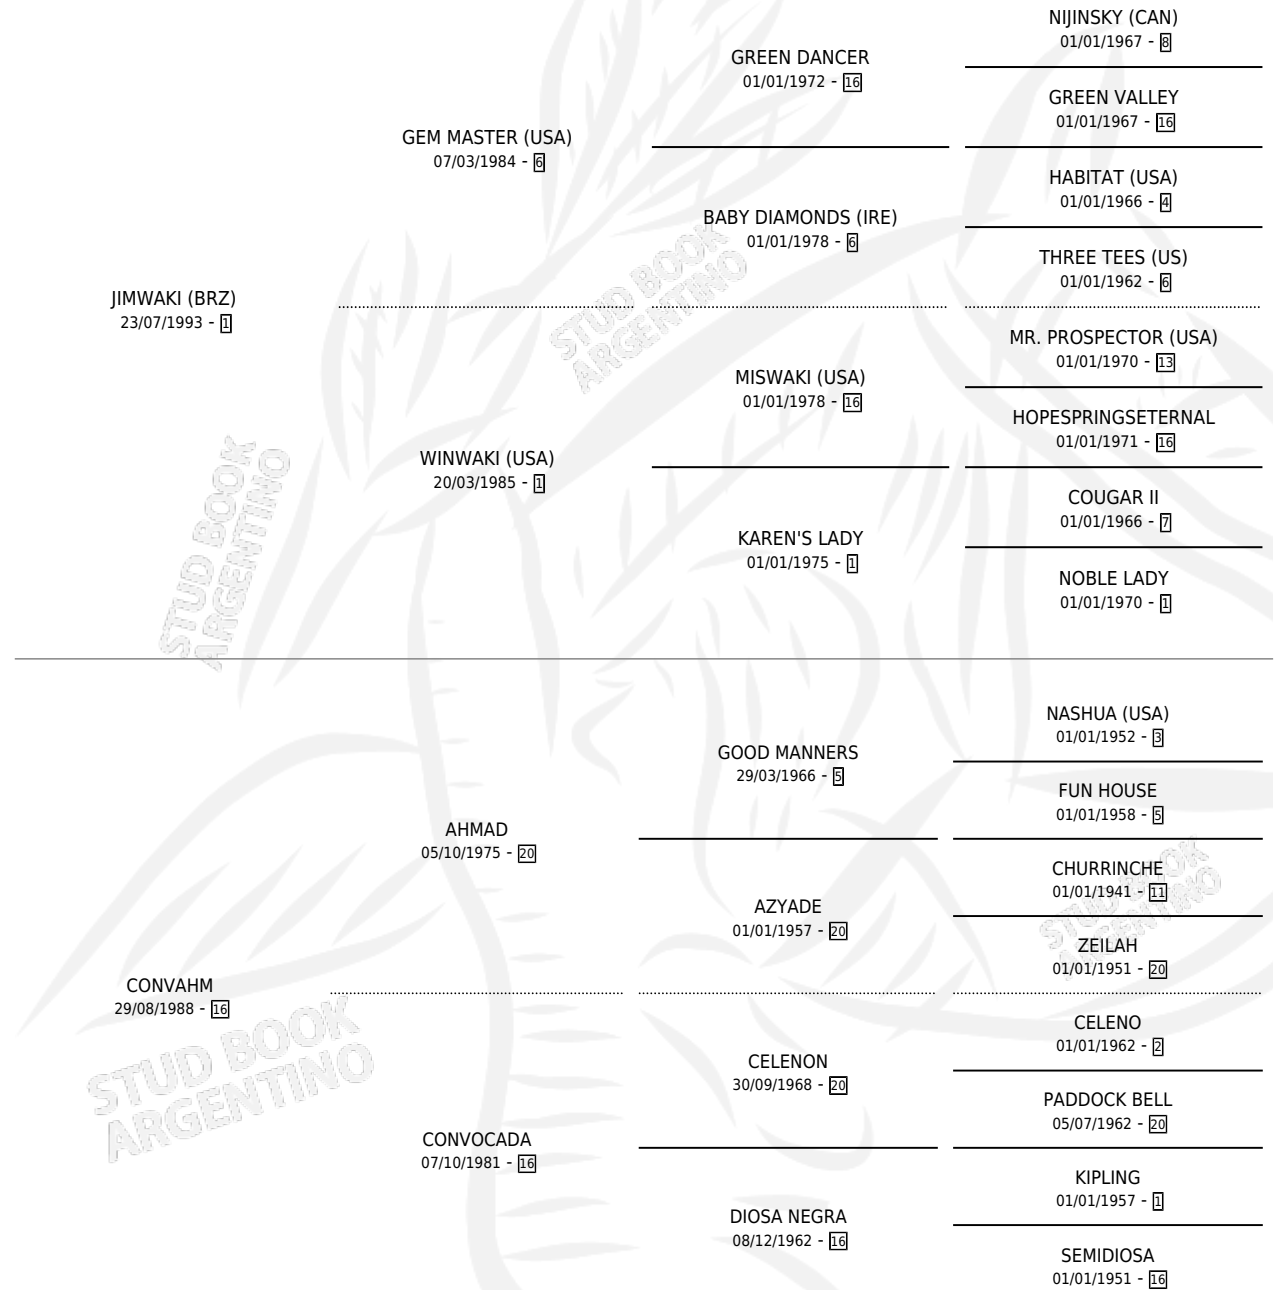 NIJINSKY (CAN)
01/01/1967 - 8
GREEN DANCER
01/01/1972 - 16
GREEN VALLEY
01/01/1967 - 16
GEM MASTER (USA)
07/03/1984 - 6
HABITAT (USA)
01/01/1966 - 4
BABY DIAMONDS (IRE)
01/01/1978 - 6
THREE TEES (US)
01/01/1962 - 6
JIMWAKI (BRZ)
23/07/1993 - 1
MR. PROSPECTOR (USA)
01/01/1970 - 13
MISWAKI (USA)
01/01/1978 - 16
HOPESPRINGSETERNAL
01/01/1971 - 16
WINWAKI (USA)
20/03/1985 - 1
COUGAR II
01/01/1966 - 7
KAREN'S LADY
01/01/1975 - 1
NOBLE LADY
01/01/1970 - 1
NASHUA (USA)
01/01/1952 - 3
GOOD MANNERS
29/03/1966 - 5
FUN HOUSE
01/01/1958 - 5
AHMAD
05/10/1975 - 20
CHURRINCHE
01/01/1941 - 11
AZYADE
01/01/1957 - 20
ZEILAH
01/01/1951 - 20
CONVAHM
29/08/1988 - 16
CELENO
01/01/1962 - 2
CELENON
30/09/1968 - 20
PADDOCK BELL
05/07/1962 - 20
CONVOCADA
07/10/1981 - 16
KIPLING
01/01/1957 - 1
DIOSA NEGRA
08/12/1962 - 16
SEMIDIOSA
01/01/1951 - 16
STUD BOOK
ARGENTINO
STUD BOOK
ARGENTINO
STUD BOOK
ARGENTINO
STUD BOOK
ARGENTINO